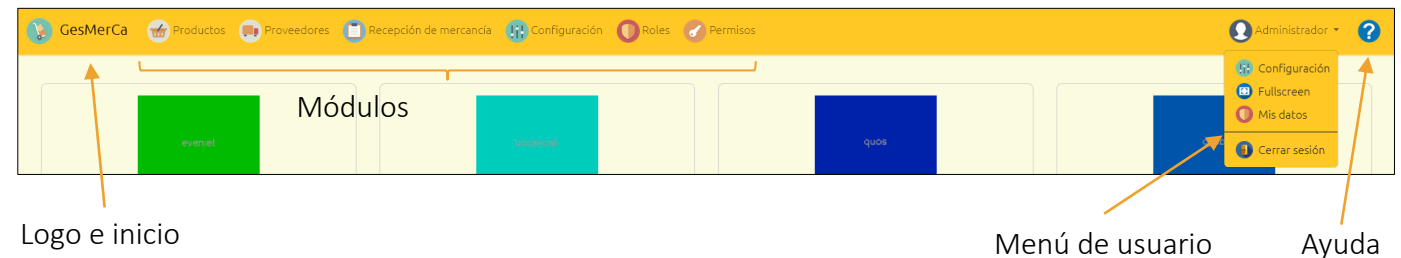 GesMerCa Productos Proveedores Recepción de mercancía Configuración Roles Permisos Administrador ?
Configuración
Fullscreen
Mis datos
Cerrar sesión
Módulos
eveniet
quos
Logo e inicio
Menú de usuario
Ayuda